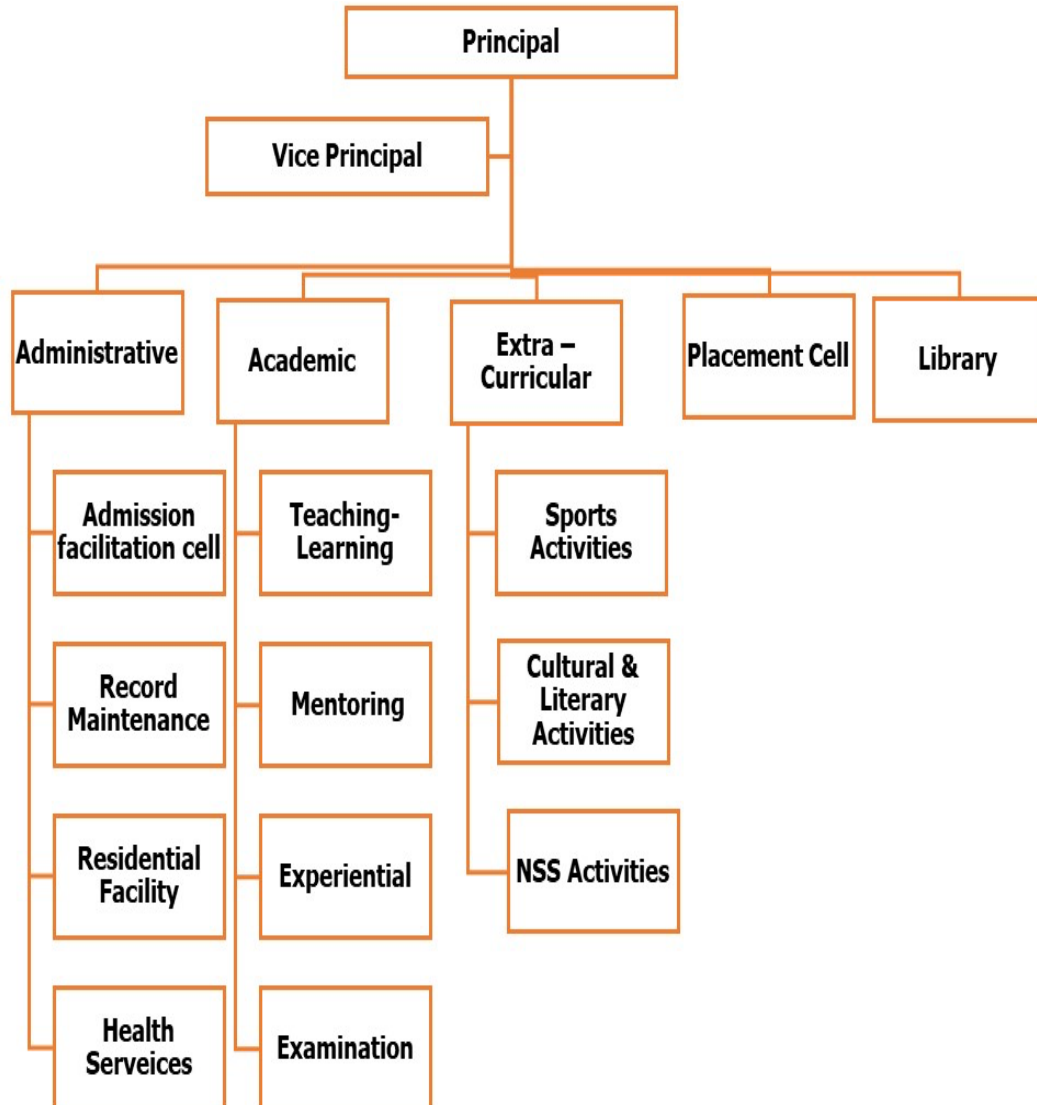 Principal
Vice Principal
Administrative
Academic
Extra –
Curricular
Placement Cell
Library
Admission
facilitation cell
Record
Maintenance
Residential
Facility
Health
Serveices
Teaching-
Learning
Mentoring
Experiential
Examination
Sports
Activities
Cultural &
Literary
Activities
NSS Activities